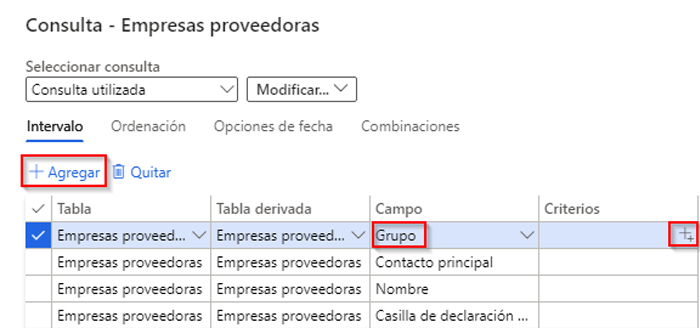 Consulta - Empresas proveedoras
Seleccionar consulta
Consulta utilizada Modificar...
Intervalo Ordenación Opciones de fecha Combinaciones
Agregar Quitar
Tabla Tabla derivada Campo Criterios
Empresas proveed... Empresas proveed... Grupo
Empresas proveedoras Empresas proveedoras Contacto principal
Empresas proveedoras Empresas proveedoras Nombre
Empresas proveedoras Empresas proveedoras Casilla de declaración ...